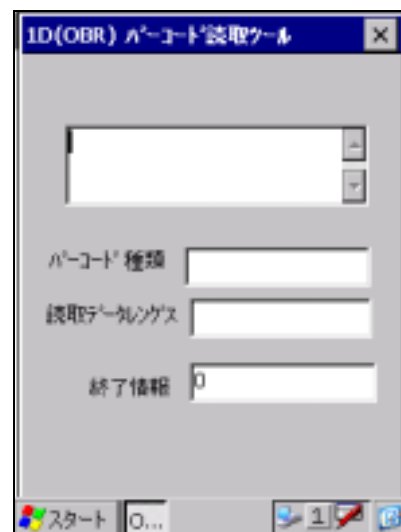 1D(OBR) ﾊﾞｰｺｰﾄﾞ読取ﾂｰﾙ
ﾊﾞｰｺｰﾄﾞ種類
読取ﾃﾞｰﾀﾚﾝｸﾞｽ
終了情報 0
スタート O... 1